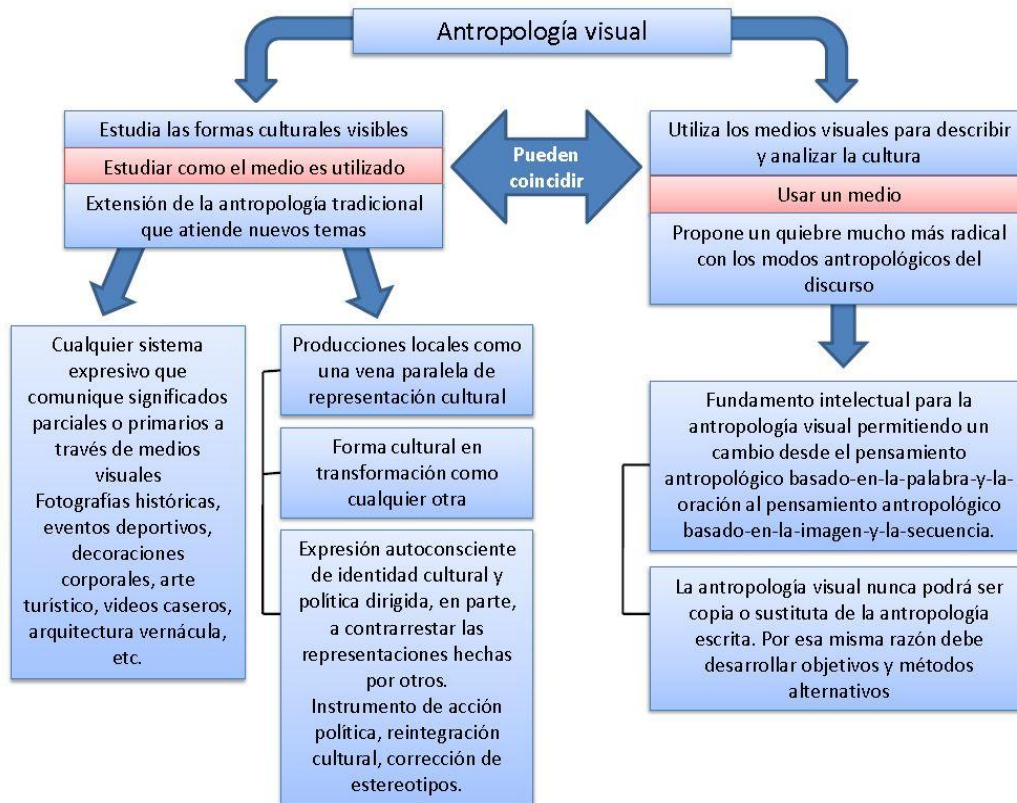 Antropología visual
Estudia las formas culturales visibles
Estudiar como el medio es utilizado
Extensión de la antropología tradicional
que atiende nuevos temas
Pueden
coincidir
Utiliza los medios visuales para describir
y analizar la cultura
Usar un medio
Propone un quiebre mucho más radical
con los modos antropológicos del
discurso
Cualquier sistema
expresivo que
comunique significados
parciales o primarios a
través de medios
visuales
Fotografías históricas,
eventos deportivos,
decoraciones
corporales, arte
turístico, videos caseros,
arquitectura vernácula,
etc.
Producciones locales como
una vena paralela de
representación cultural
Forma cultural en
transformación como
cualquier otra
Expresión autoconsciente
de identidad cultural y
política dirigida, en parte,
a contrarrestar las
representaciones hechas
por otros.
Instrumento de acción
política, reintegración
cultural, corrección de
estereotipos.
Fundamento intelectual para la
antropología visual permitiendo un
cambio desde el pensamiento
antropológico basado-en-la-palabra-y-la-
oración al pensamiento antropológico
basado-en-la-imagen-y-la-secuencia.
La antropología visual nunca podrá ser
copia o sustituta de la antropología
escrita. Por esa misma razón debe
desarrollar objetivos y métodos
alternativos